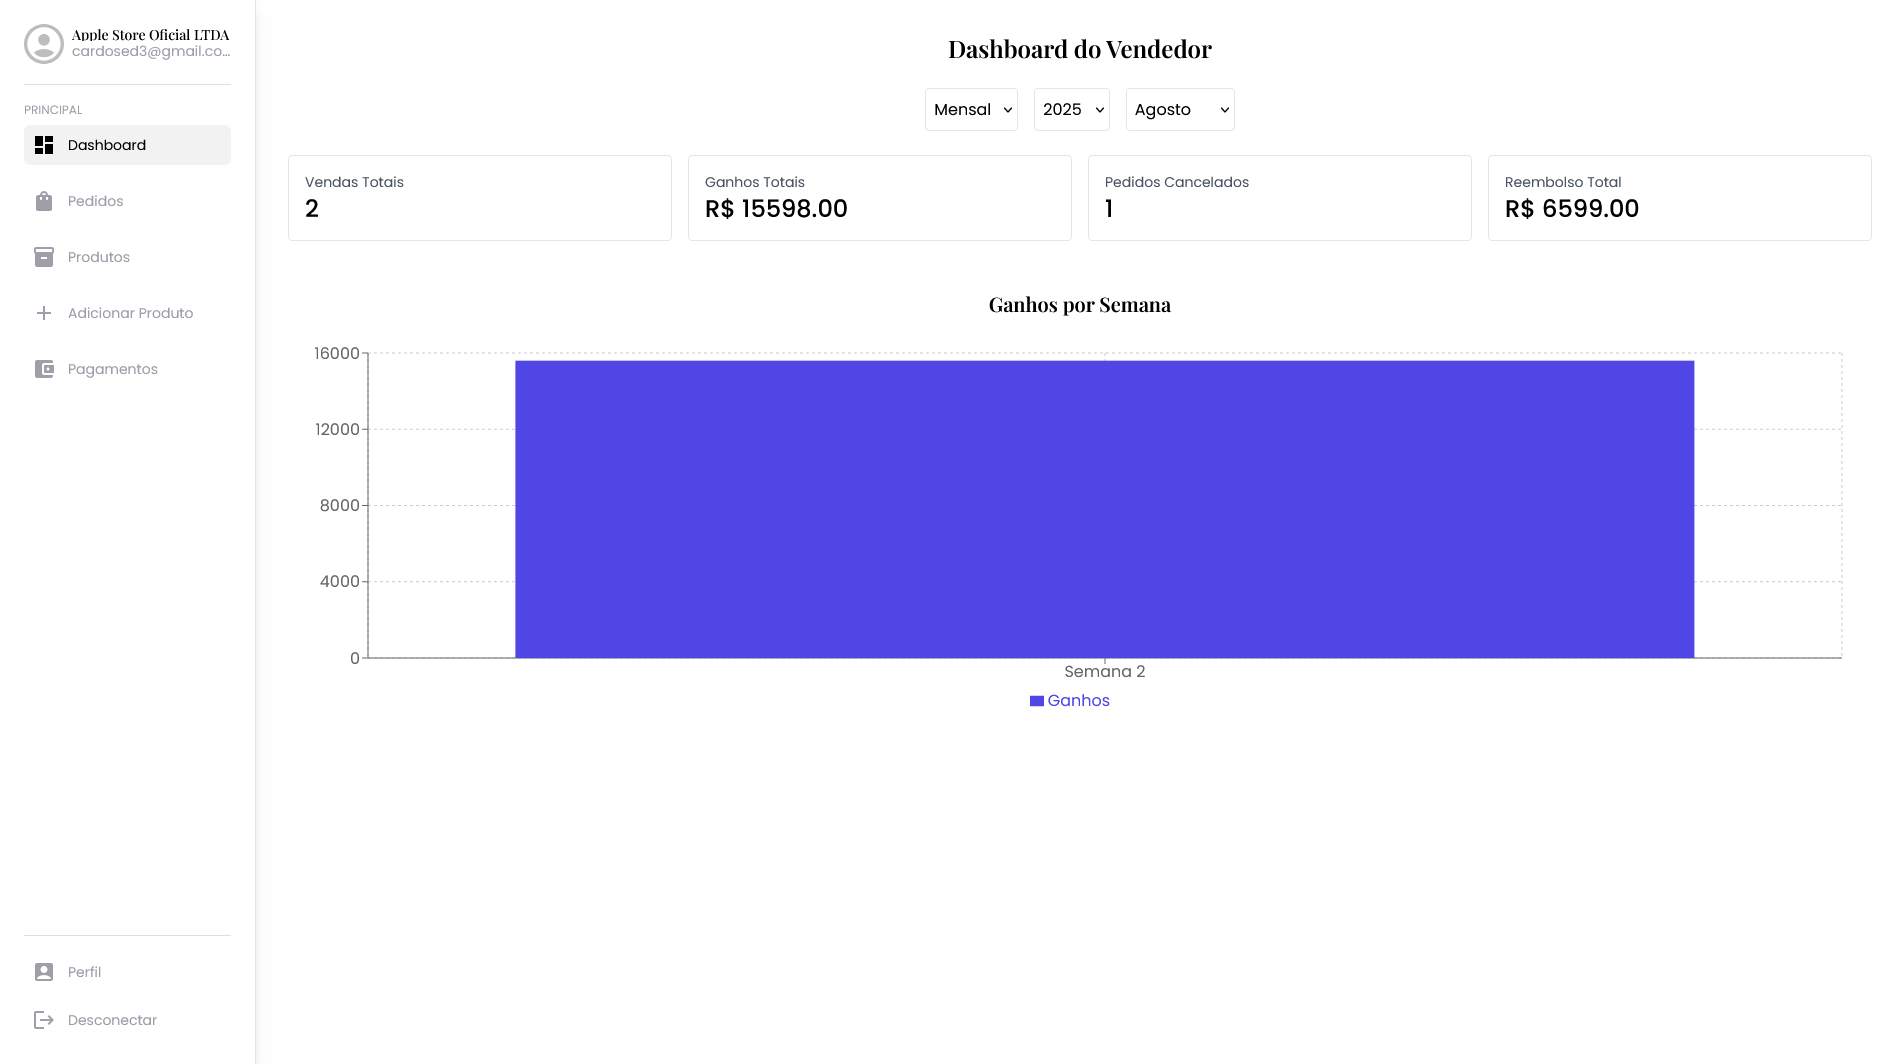 Apple Store Oficial LTDA
cardosed3@gmail.co...
PRINCIPAL
Dashboard
Pedidos
Produtos
Adicionar Produto
Pagamentos
Perfil
Desconectar
Dashboard do Vendedor
Mensal
2025
Agosto
Vendas Totais
2
Ganhos Totais
R$ 15598.00
Pedidos Cancelados
1
Reembolso Total
R$ 6599.00
Ganhos por Semana
16000
12000
8000
4000
0
Semana 2
Ganhos